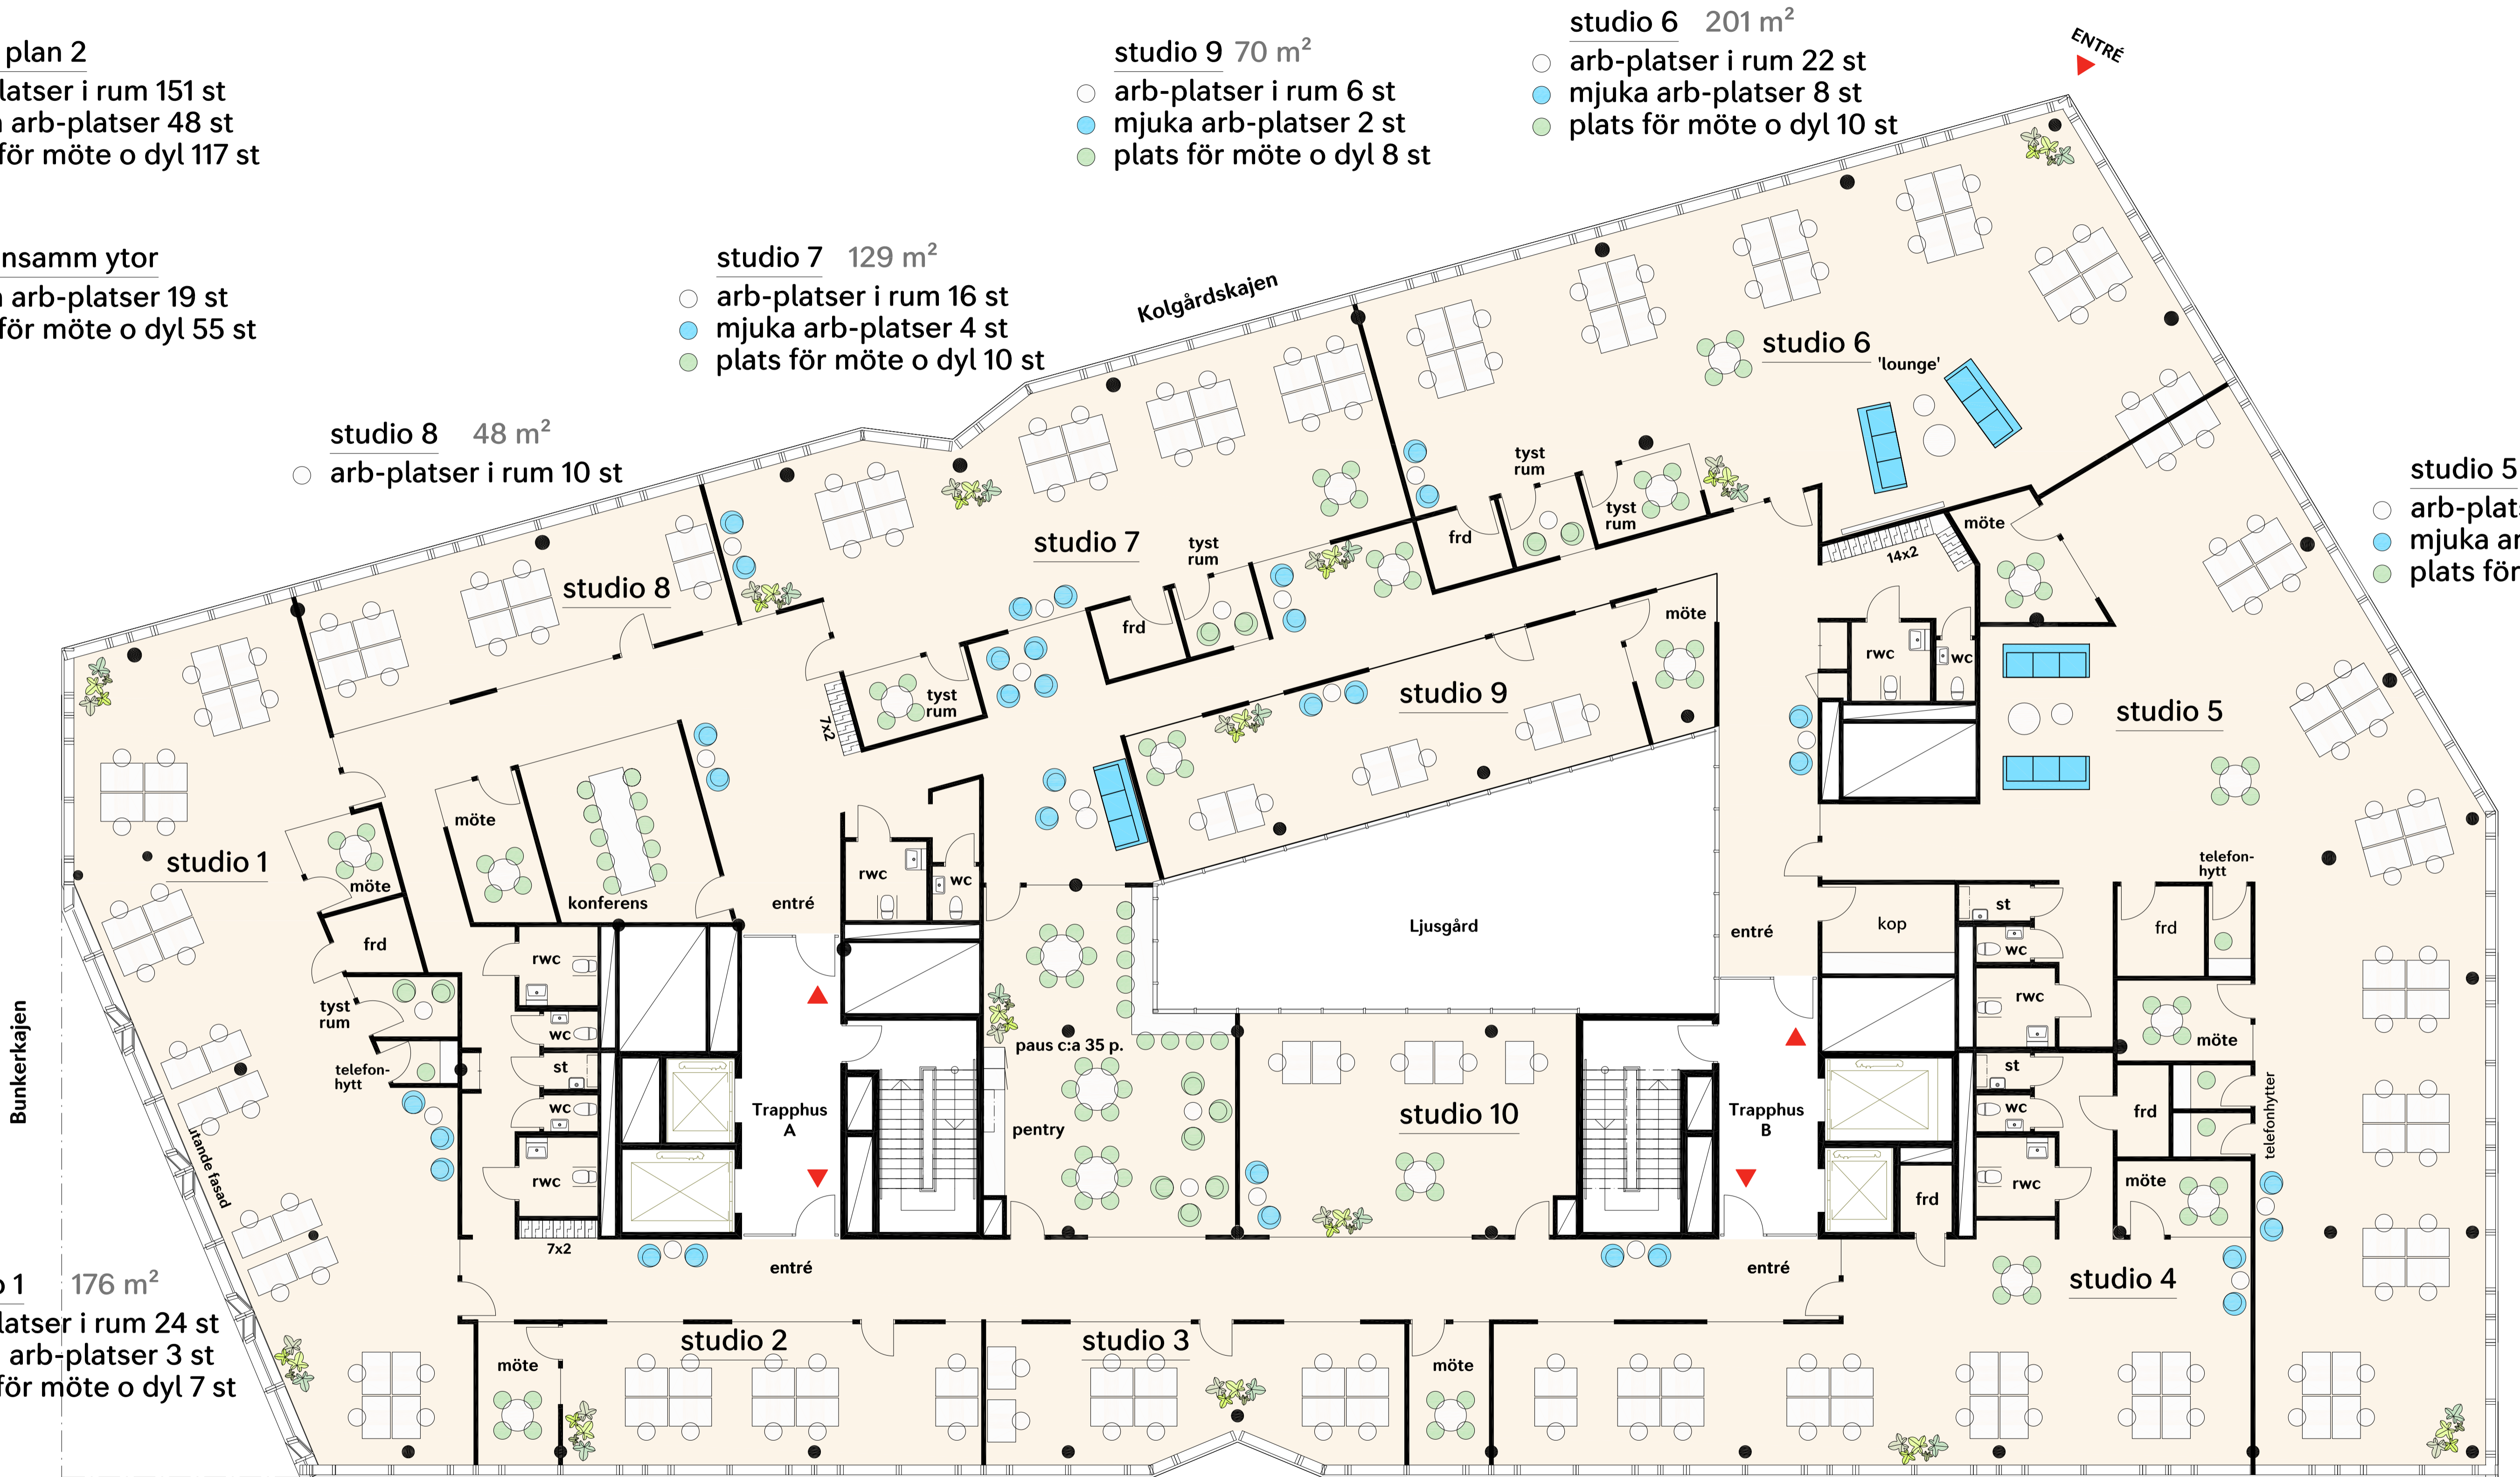 plan 2
latser i rum 151 st
arb-platser 48 st
för möte o dyl 117 st
nsamm ytor
arb-platser 19 st
för möte o dyl 55 st
studio 8 48 m²
arb-platser i rum 10 st
studio 7 129 m²
arb-platser i rum 16 st
mjuka arb-platser 4 st
plats för möte o dyl 10 st
studio 9 70 m²
arb-platser i rum 6 st
mjuka arb-platser 2 st
plats för möte o dyl 8 st
studio 6 201 m²
arb-platser i rum 22 st
mjuka arb-platser 8 st
plats för möte o dyl 10 st
ENTRÉ
Kolgårdskajen
studio 5
arb-plats
mjuka ar
plats för
studio 6
'lounge'
tyst
rum
tyst
rum
frd
14x2
möte
studio 7
tyst
rum
frd
studio 8
tyst
rum
7x2
studio 9
möte
rwc
wc
studio 5
studio 1
möte
frd
möte
konferens
entré
rwc
wc
Ljusgård
entré
kop
st
wc
rwc
telefon-
hytt
frd
möte
tyst
rum
telefon-
hytt
rwc
wc
st
wc
rwc
7x2
Trapphus
A
paus c:a 35 p.
pentry
studio 10
Trapphus
B
st
wc
rwc
frd
frd
telefonhytter
möte
studio 4
Bunkerkajen
utande fasad
entré
entré
o 1 176 m²
latser i rum 24 st
arb-platser 3 st
för möte o dyl 7 st
möte
studio 2
studio 3
möte